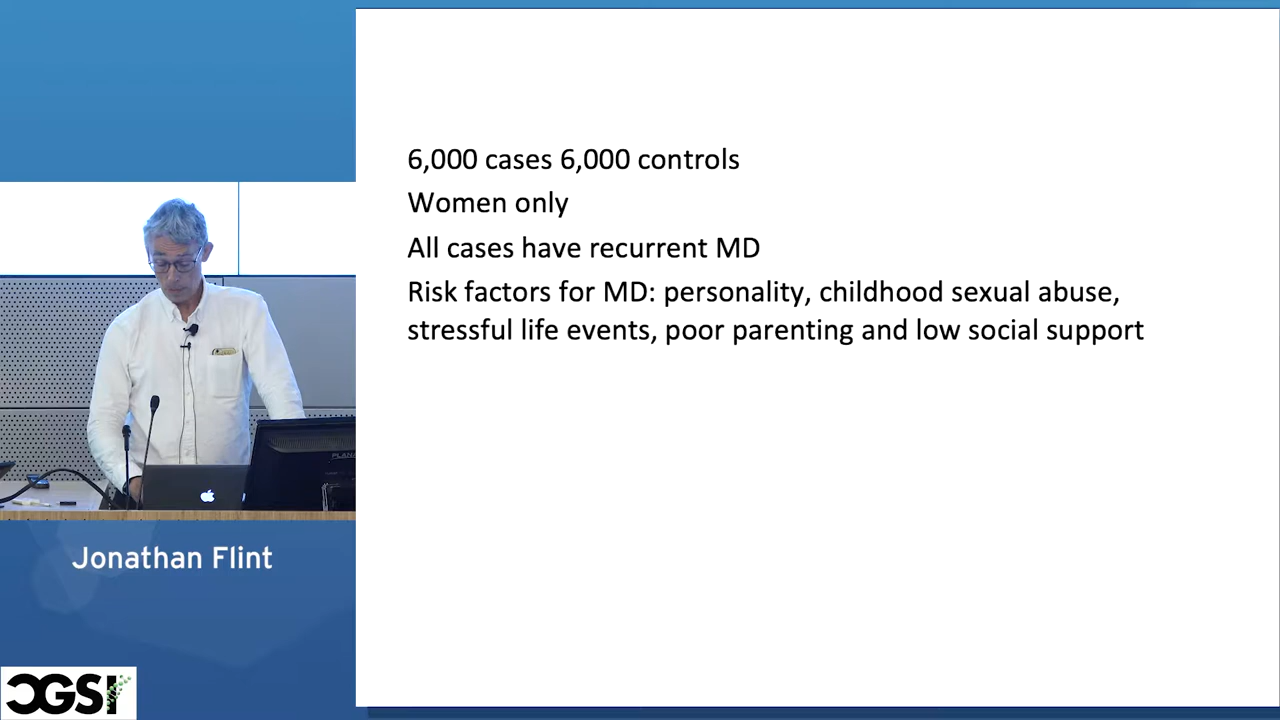 6,000 cases 6,000 controls
Women only
All cases have recurrent MD
Risk factors for MD: personality, childhood sexual abuse,
stressful life events, poor parenting and low social support
PLANAR
Jonathan Flint
CGSI